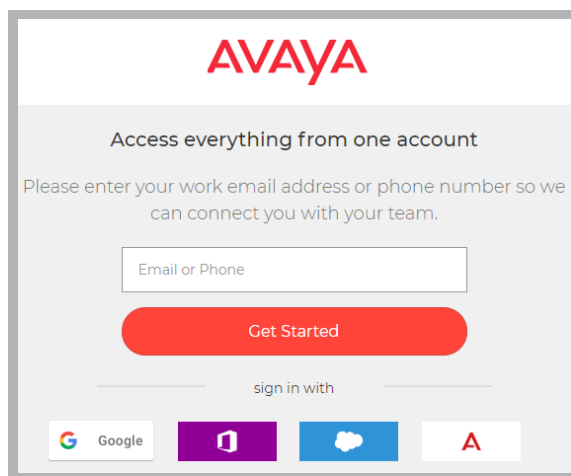 AVAYA
Access everything from one account
Please enter your work email address or phone number so we
can connect you with your team.
Email or Phone
Get Started
sign in with
G Google
A